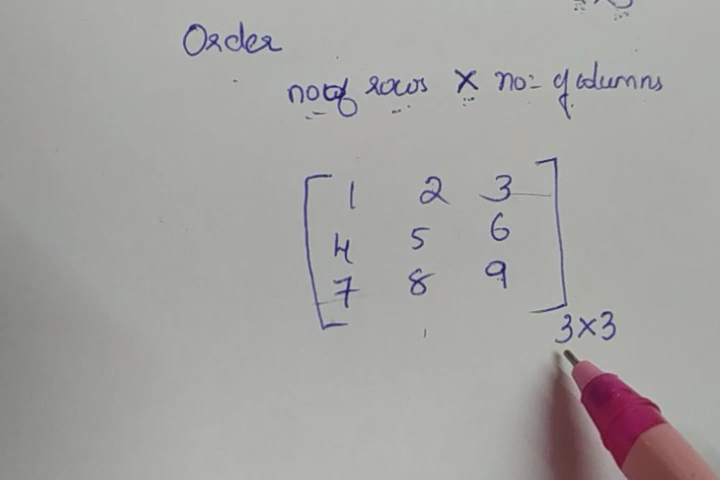 Order
no of rows × no= of columns
1 2 3
4 5 6
7 8 9
3×3